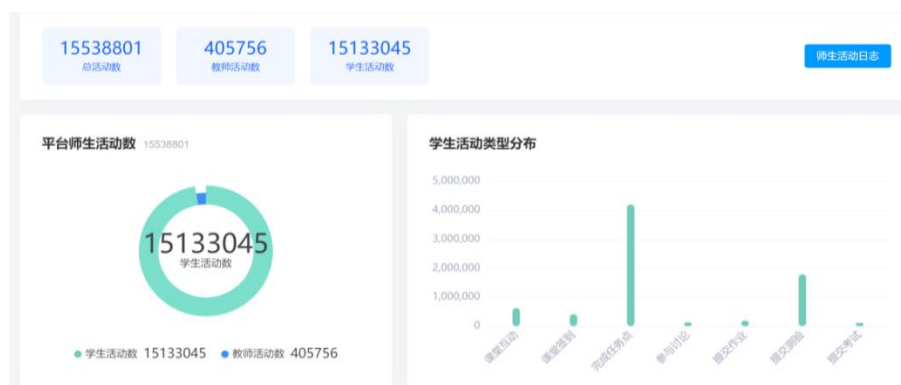 15538801 405756 15133045
总活动数 教师活动数 学生活动数
师生活动日志
平台师生活动数 15538801
15133045
学生活动数
学生活动数 15133045 教师活动数 405756
学生活动类型分布
5,000,000
4,000,000
3,000,000
2,000,000
1,000,000
0
课堂互动 课堂签到 完成任务点 参与讨论 提交作业 提交测验 提交考试